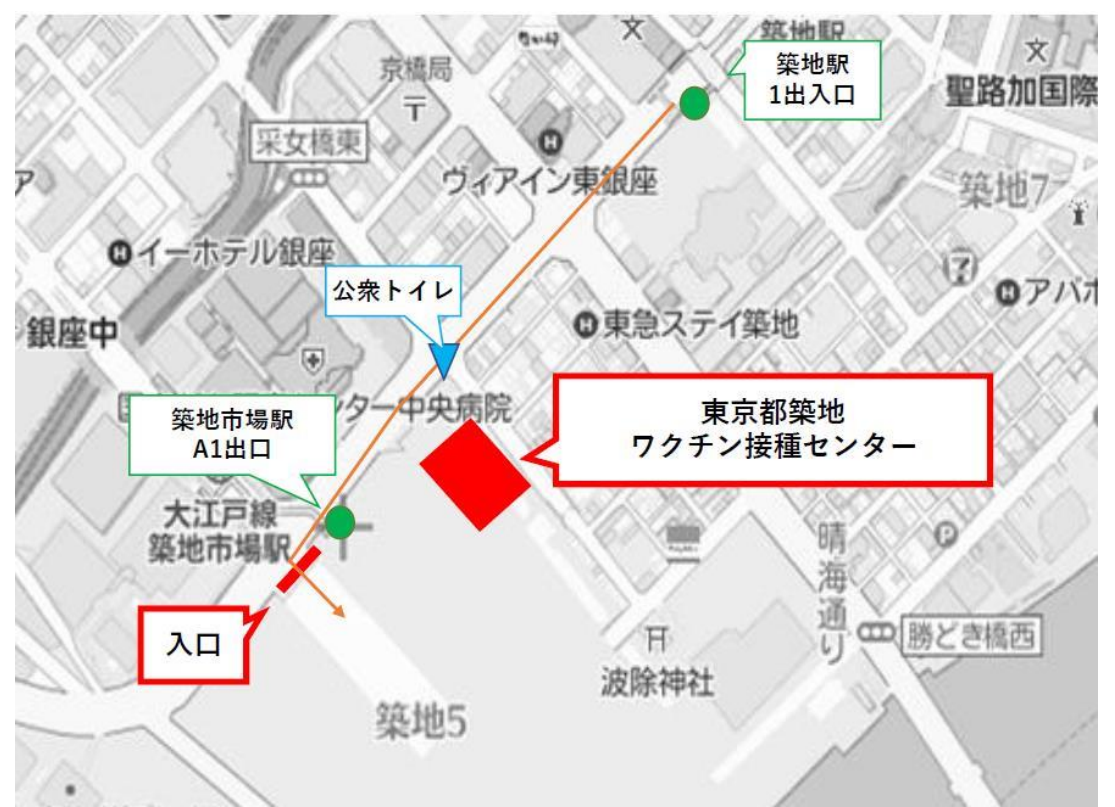 築地駅
築地駅
1出入口
京橋局
〒
文
聖路加国際
采女橋東
ア
H
ヴィアイン東銀座
築地7
H イーホテル銀座
公衆トイレ
H アパホ
銀座中
H 東急ステイ築地
ター中央病院
築地市場駅
A1出口
東京都築地
ワクチン接種センター
大江戸線
築地市場駅
晴海通り
P
入口
勝どき橋西
波除神社
築地5